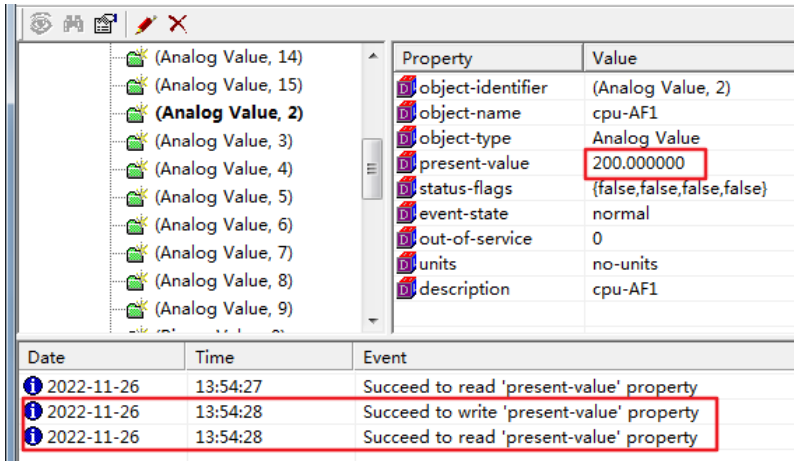 (Analog Value, 14)
(Analog Value, 15)
(Analog Value, 2)
(Analog Value, 3)
(Analog Value, 4)
(Analog Value, 5)
(Analog Value, 6)
(Analog Value, 7)
(Analog Value, 8)
(Analog Value, 9)
Property Value
object-identifier (Analog Value, 2)
object-name cpu-AF1
object-type Analog Value
present-value 200.000000
status-flags {false,false,false,false}
event-state normal
out-of-service 0
units no-units
description cpu-AF1
Date Time Event
2022-11-26 13:54:27 Succeed to read 'present-value' property
2022-11-26 13:54:28 Succeed to write 'present-value' property
2022-11-26 13:54:28 Succeed to read 'present-value' property